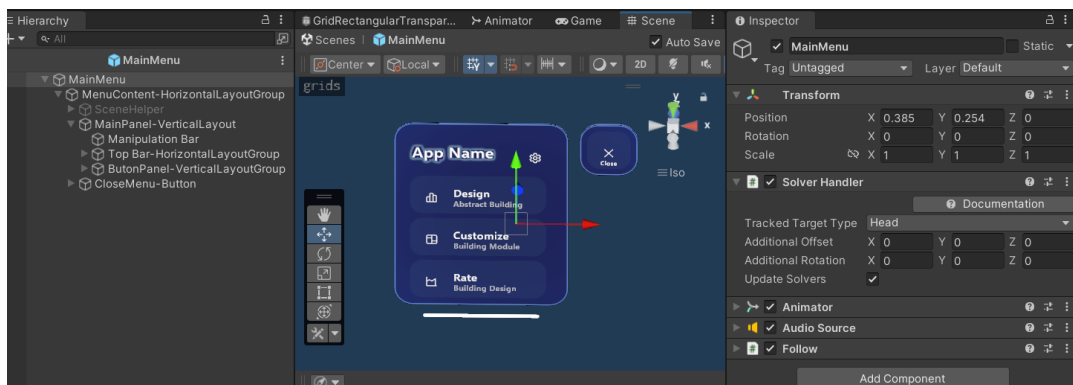 Hierarchy
GridRectangularTranspar...
Animator
Game
Scene
Inspector
All
Scenes
MainMenu
Auto Save
MainMenu
Static
Tag Untagged
Layer Default
MainMenu
Center
Local
2D
MainMenu
MenuContent-HorizontalLayoutGroup
SceneHelper
MainPanel-VerticalLayout
Manipulation Bar
Top Bar-HorizontalLayoutGroup
ButonPanel-VerticalLayoutGroup
CloseMenu-Button
grids
y
x
Iso
App Name
Close
Design
Abstract Building
Customize
Building Module
Rate
Building Design
Transform
Position X 0.385 Y 0.254 Z 0
Rotation X 0 Y 0 Z 0
Scale X 1 Y 1 Z 1
Solver Handler
Documentation
Tracked Target Type Head
Additional Offset X 0 Y 0 Z 0
Additional Rotation X 0 Y 0 Z 0
Update Solvers
Animator
Audio Source
Follow
Add Component